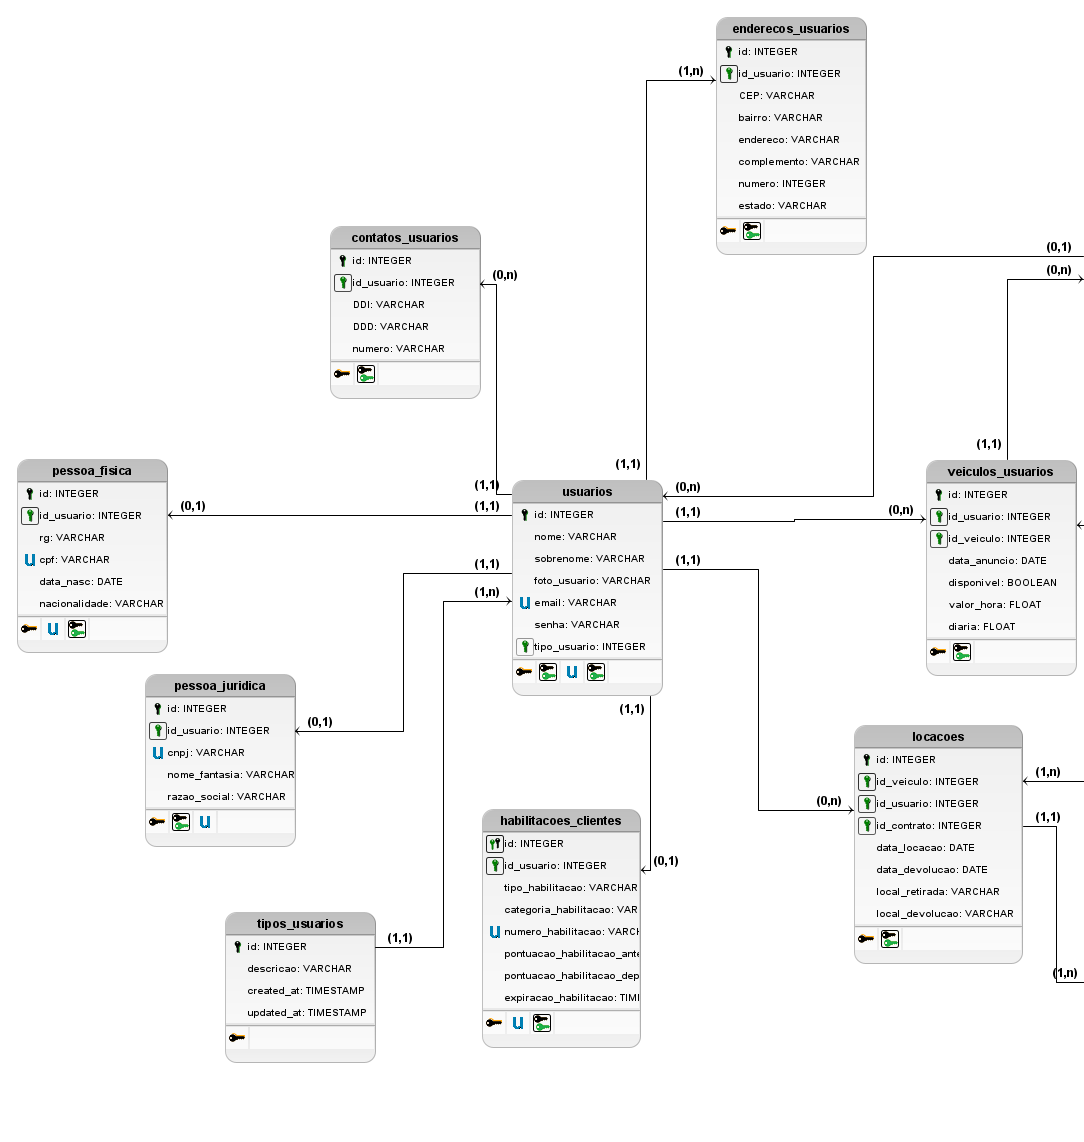 enderecos_usuarios
id: INTEGER
id_usuario: INTEGER
CEP: VARCHAR
bairro: VARCHAR
endereco: VARCHAR
complemento: VARCHAR
numero: INTEGER
estado: VARCHAR
(1,n)
contatos_usuarios
id: INTEGER
id_usuario: INTEGER
DDI: VARCHAR
DDD: VARCHAR
numero: VARCHAR
(0,n)
(0,1)
(0,n)
(1,1)
pessoa_fisica
id: INTEGER
id_usuario: INTEGER
rg: VARCHAR
u cpf: VARCHAR
data_nasc: DATE
nacionalidade: VARCHAR
u
(0,1)
(1,1)
(1,1)
(1,1)
(1,1)
(1,n)
usuarios
id: INTEGER
nome: VARCHAR
sobrenome: VARCHAR
foto_usuario: VARCHAR
u email: VARCHAR
senha: VARCHAR
tipo_usuario: INTEGER
u
(0,n)
(1,1)
(0,n)
(1,1)
(1,1)
veiculos_usuarios
id: INTEGER
id_usuario: INTEGER
id_veiculo: INTEGER
data_anuncio: DATE
disponivel: BOOLEAN
valor_hora: FLOAT
diaria: FLOAT
pessoa_juridica
id: INTEGER
id_usuario: INTEGER
u cnpj: VARCHAR
nome_fantasia: VARCHAR
razao_social: VARCHAR
u
(0,1)
locacoes
id: INTEGER
id_veiculo: INTEGER
id_usuario: INTEGER
id_contrato: INTEGER
data_locacao: DATE
data_devolucao: DATE
local_retirada: VARCHAR
local_devolucao: VARCHAR
(0,n)
(1,n)
(1,1)
(1,n)
habilitacoes_clientes
id: INTEGER
id_usuario: INTEGER
tipo_habilitacao: VARCHAR
categoria_habilitacao: VAR
u numero_habilitacao: VARCH
pontuacao_habilitacao_ante
pontuacao_habilitacao_dep
expiracao_habilitacao: TIMI
u
(0,1)
tipos_usuarios
id: INTEGER
descricao: VARCHAR
created_at: TIMESTAMP
updated_at: TIMESTAMP
(1,1)